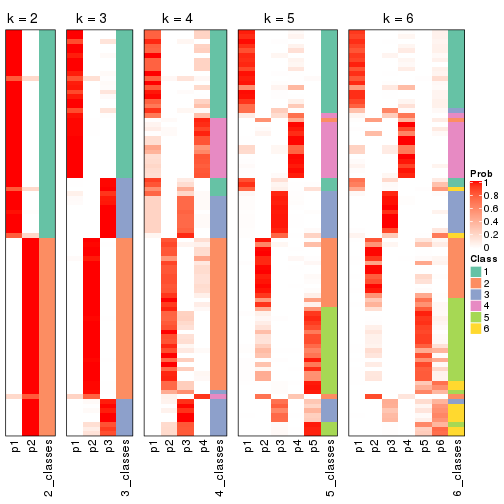 k = 2
k = 3
k = 4
k = 5
k = 6
p1
p2
2_classes
p1
p2
p3
3_classes
p1
p2
p3
p4
4_classes
p1
p2
p3
p4
p5
5_classes
p1
p2
p3
p4
p5
p6
6_classes
Prob
1
0.8
0.6
0.4
0.2
0
Class
1
2
3
4
5
6